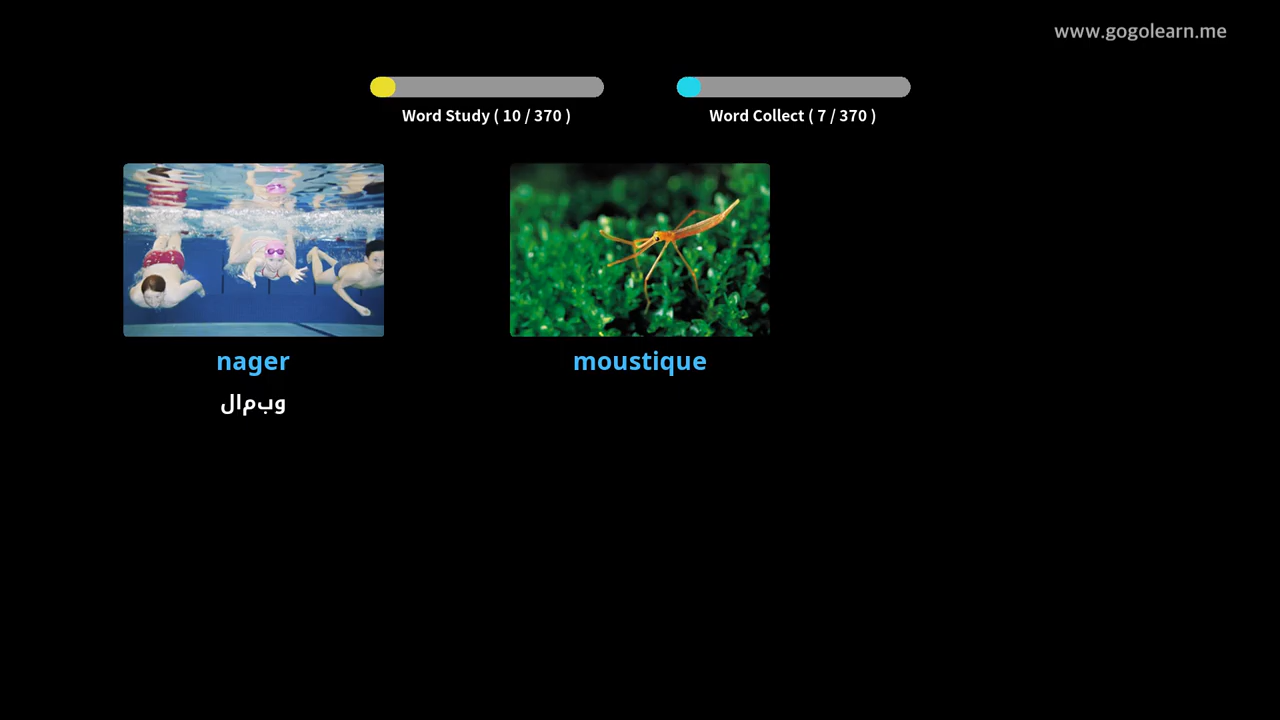 www.gogolearn.me
Word Study ( 10 / 370 )
Word Collect ( 7 / 370 )
nager
moustique
وبمال